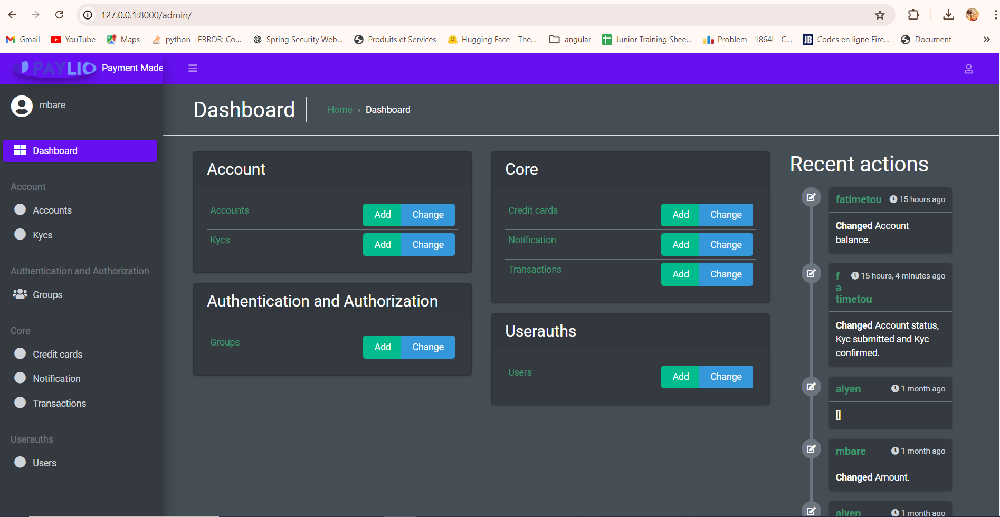 127.0.0.1:8000/admin/
Gmail
YouTube
Maps
python - ERROR: Co...
Spring Security Web...
Produits et Services
Hugging Face – The...
angular
Junior Training Shee...
Problem - 1864I - C...
JB
Codes en ligne Fire...
Document
PAYLIO
Payment Made
mbare
Dashboard
Account
Accounts
Kycs
Authentication and Authorization
Groups
Core
Credit cards
Notification
Transactions
Userauths
Users
Dashboard
Home › Dashboard
Account
Accounts Add Change
Kycs Add Change
Authentication and Authorization
Groups Add Change
Core
Credit cards Add Change
Notification Add Change
Transactions Add Change
Userauths
Users Add Change
Recent actions
fatimetou 15 hours ago
Changed Account
balance.
f 15 hours, 4 minutes ago
a
timetou
Changed Account status,
Kyc submitted and Kyc
confirmed.
alyen 1 month ago
[]
mbare 1 month ago
Changed Amount.
alyen 1 month ago